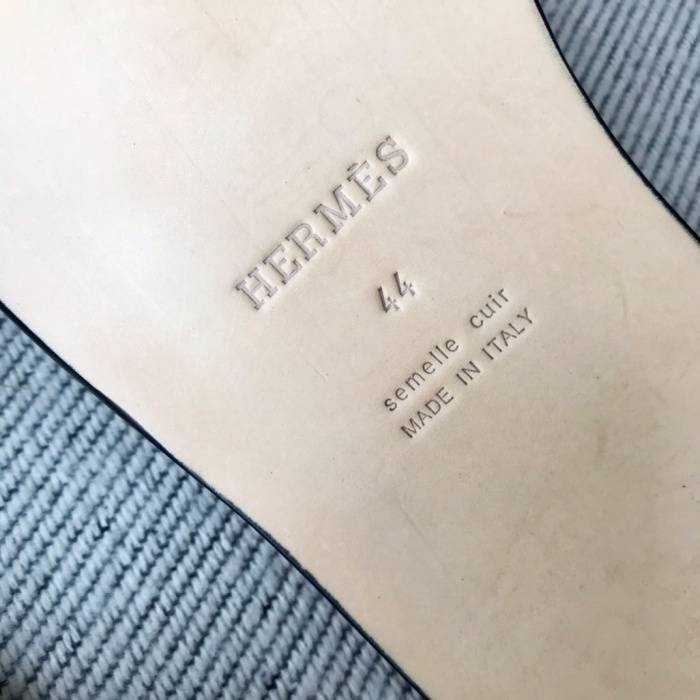 HERMÈS
44
semelle cuir
MADE IN ITALY